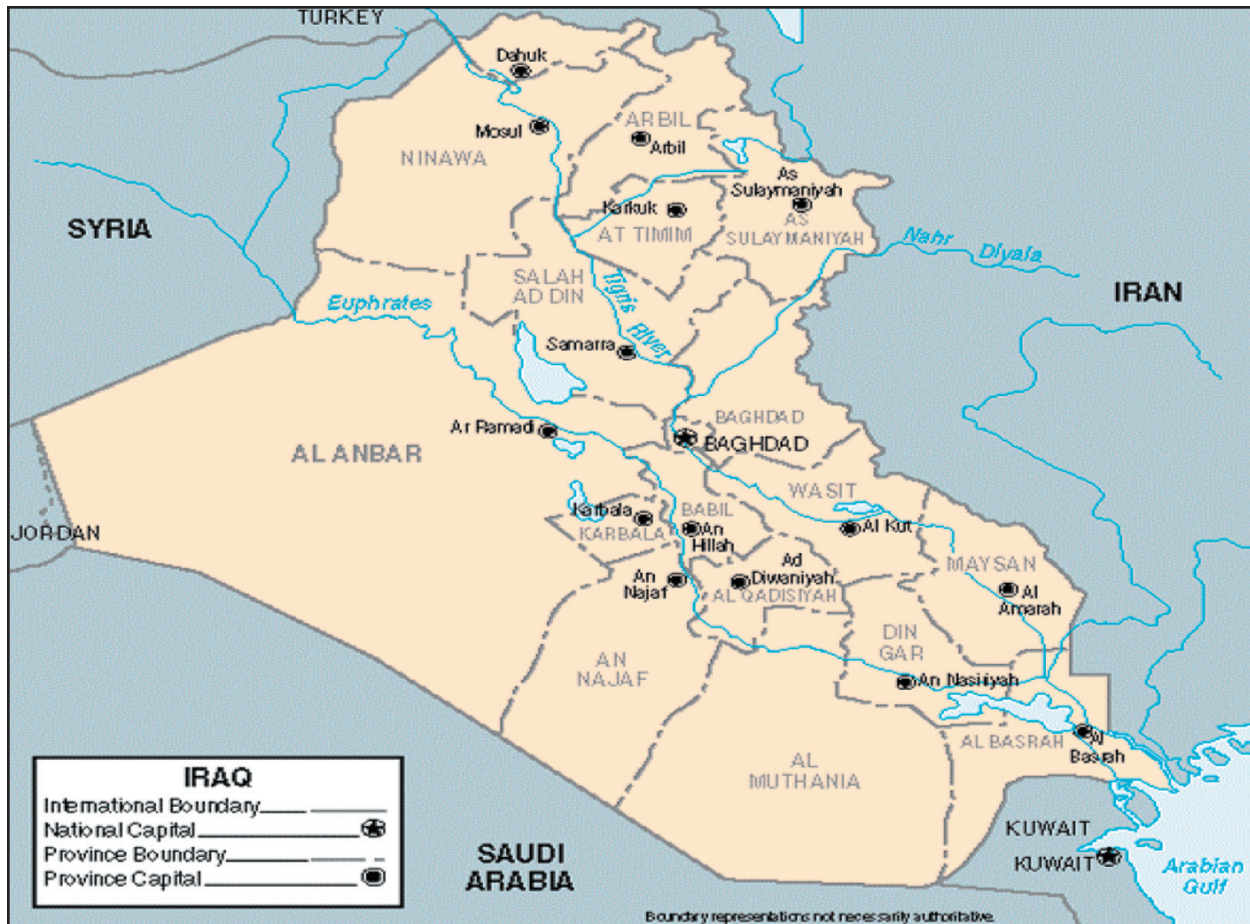 TURKEY
Dahuk
Mosul
ARBIL
Arbil
NINAWA
As
Sulaymaniyah
Karkuk
AT TIMIM
AS
SULAYMANIYAH
SYRIA
Nahr Diyala
SALAH
AD DIN
Tigris River
Euphrates
IRAN
Samarra
BAGHDAD
BAGHDAD
Ar Ramadi
AL ANBAR
WASIT
Karbala
KARBALA
BABIL
An
Hillah
Al Kut
JORDAN
MAYSAN
An
Najaf
Ad
Diwaniyah
AL QADISIYAH
Al
Amarah
DIN
GAR
AN
NAJAF
An Nasiriyah
AL BASRAH
Al
Basrah
AL
MUTHANIA
IRAQ
International Boundary
National Capital
Province Boundary
Province Capital
SAUDI
ARABIA
KUWAIT
KUWAIT
Arabian
Gulf
Boundary representations not necessarily authoritative.